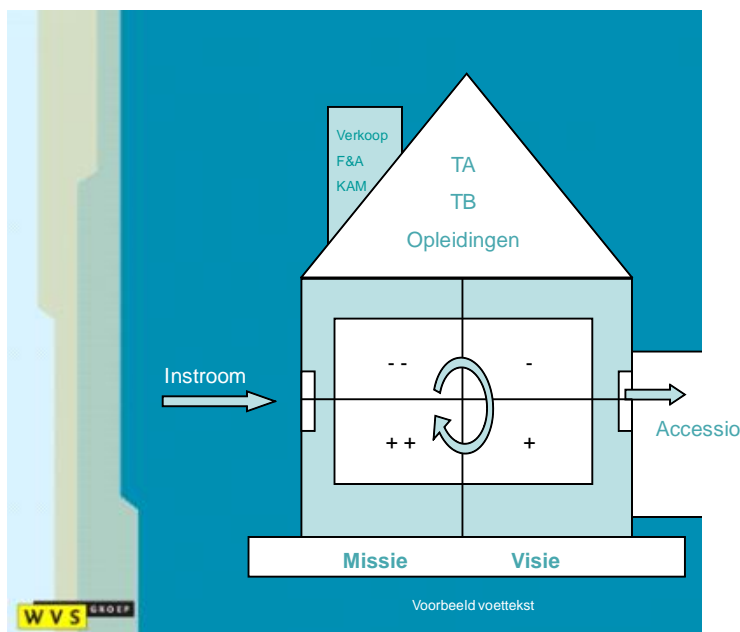 Verkoop
F&A
KAM
TA
TB
Opleidingen
- -
-
Instroom
Accessio
+ +
+
Missie
Visie
Voorbeeld voettekst
WVS GROEP